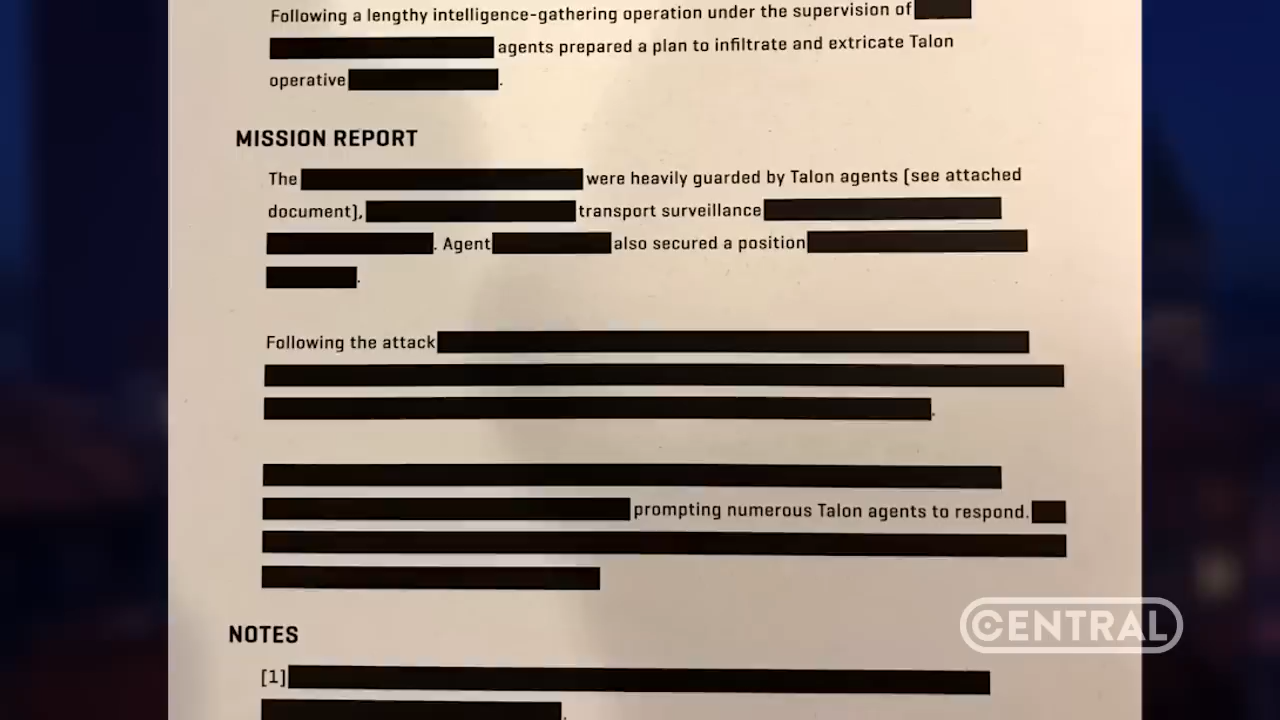 Following a lengthy intelligence-gathering operation under the supervision of
agents prepared a plan to infiltrate and extricate Talon
operative .
MISSION REPORT
The were heavily guarded by Talon agents (see attached
document), transport surveillance
. Agent also secured a position
.
Following the attack
.
prompting numerous Talon agents to respond.
NOTES
[1]
.
CENTRAL